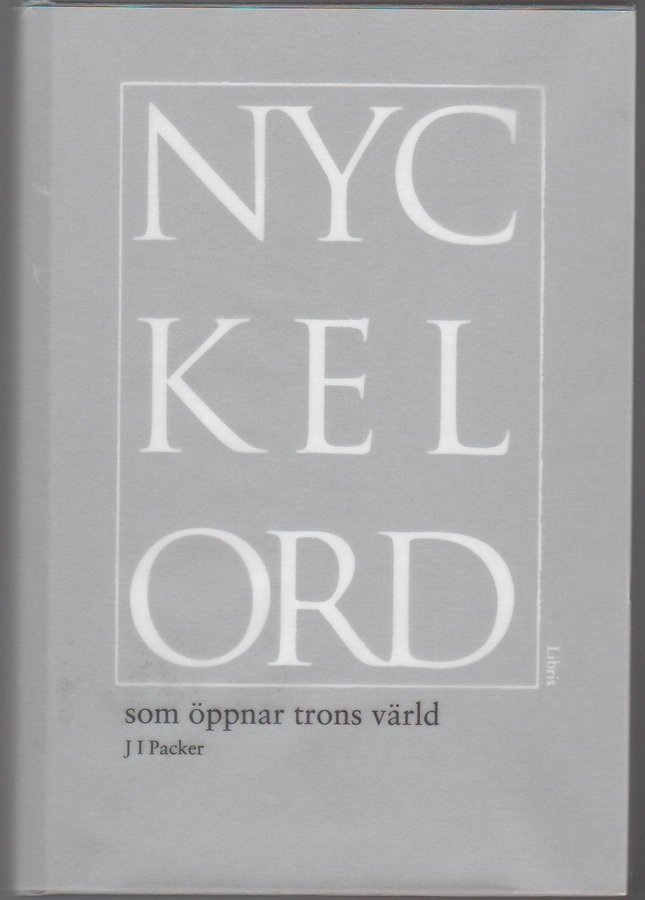 NYC
KEL
ORD
Libris
som öppnar trons värld
J I Packer